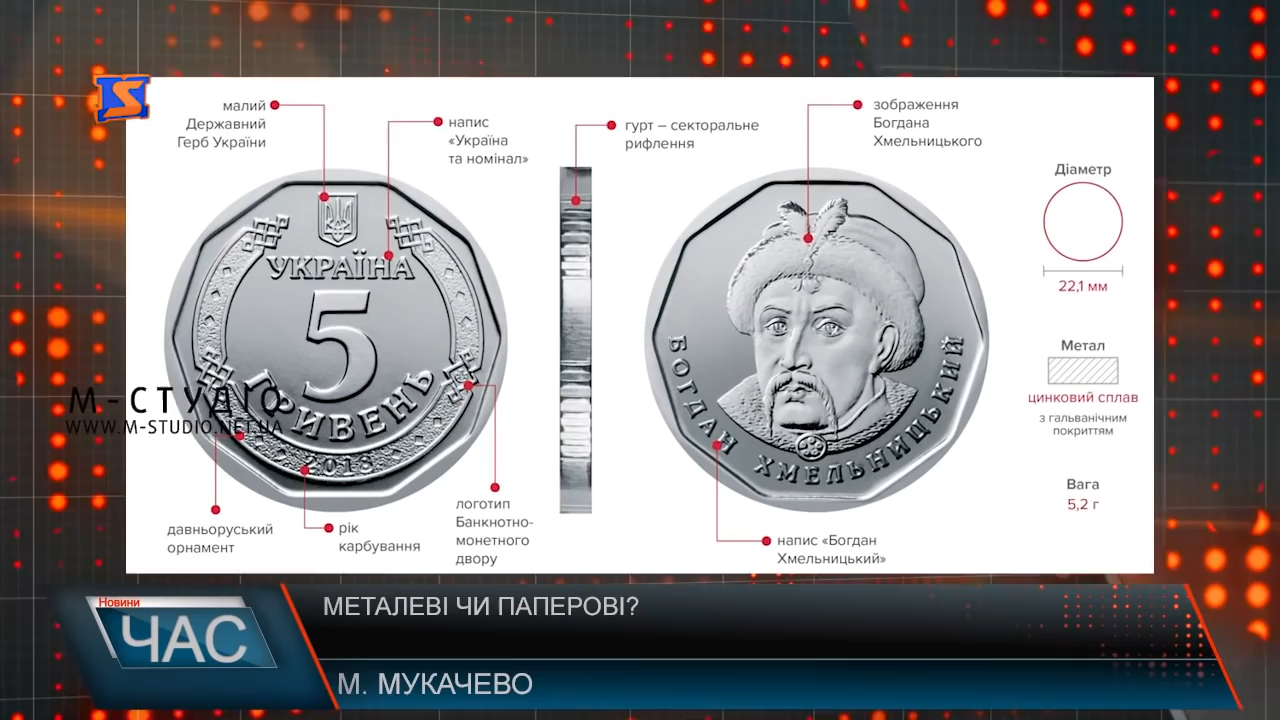 малий
Державний
Герб України
напис
«Україна
та номінал»
гурт – секторальне
рифлення
зображення
Богдана
Хмельницького
Діаметр
22,1 мм
Метал
цинковий сплав
з гальванічним
покриттям
Вага
5,2 г
УКРАЇНА
5
ГРИВЕНЬ
2018
БОГДАН ХМЕЛЬНИЦЬКИЙ
М-СТУДІО
WWW.M-STUDIO.NET.UA
давньоруський
орнамент
рік
карбування
логотип
Банкнотно-
монетного
двору
напис «Богдан
Хмельницький»
Новини
ЧАС
МЕТАЛЕВІ ЧИ ПАПЕРОВІ?
М. МУКАЧЕВО